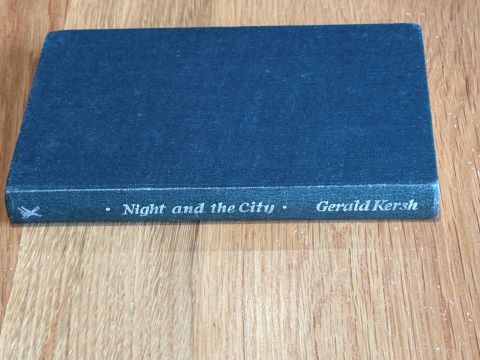 · Night and the City · Gerald Kersh